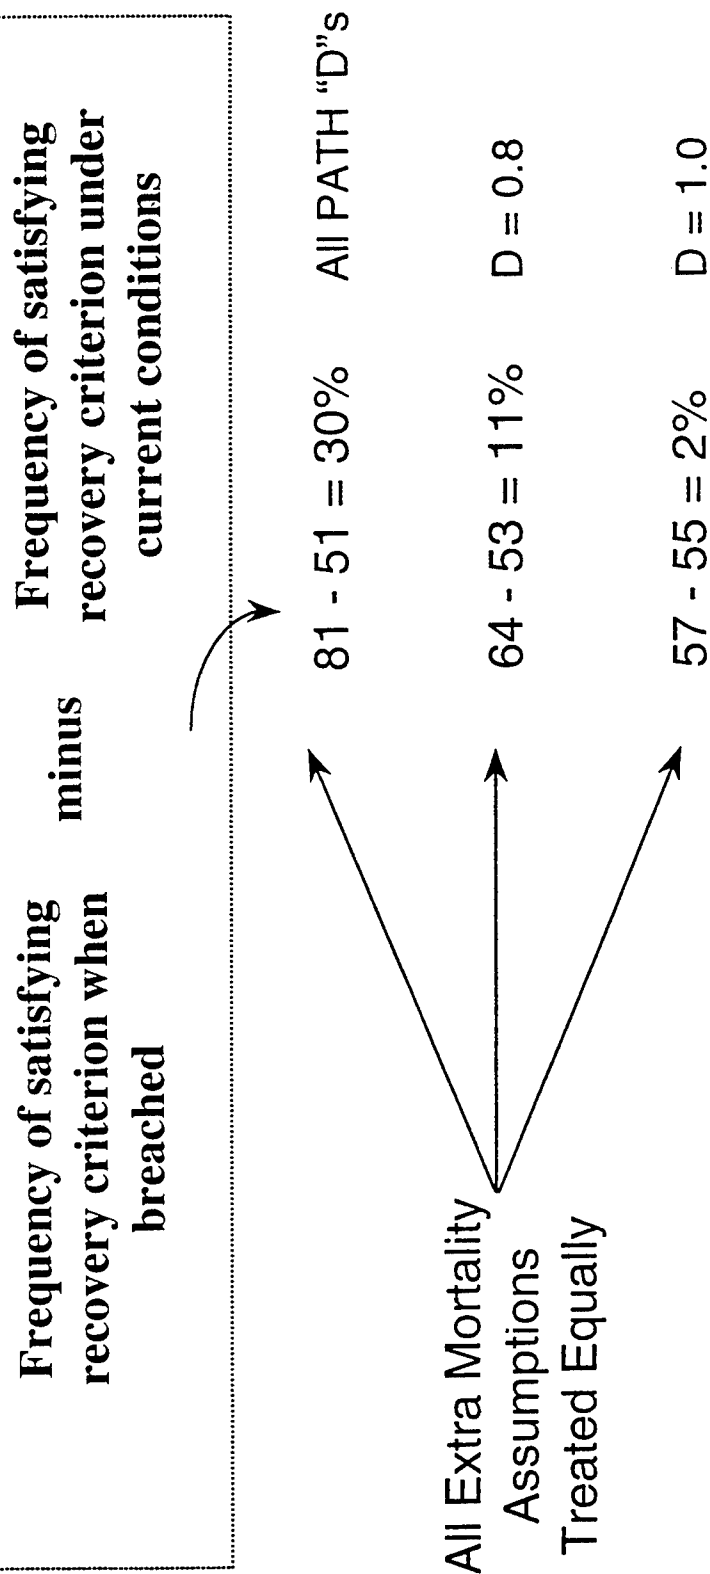 Frequency of satisfying
recovery criterion when
breached
minus
Frequency of satisfying
recovery criterion under
current conditions
All Extra Mortality
Assumptions
Treated Equally
81 - 51 = 30% All PATH “D”s
64 - 53 = 11% D = 0.8
57 - 55 = 2% D = 1.0